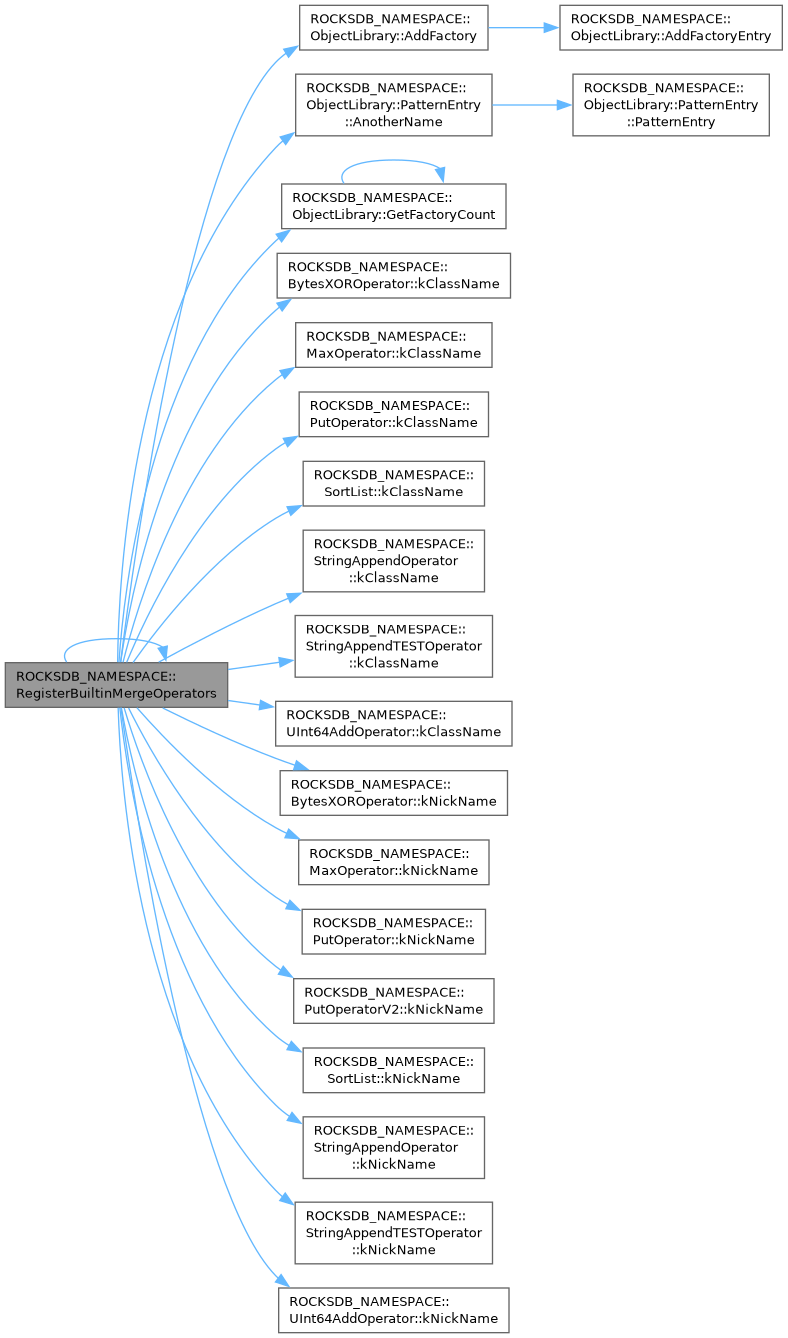 ROCKSDB_NAMESPACE::
ObjectLibrary::AddFactory
ROCKSDB_NAMESPACE::
ObjectLibrary::AddFactoryEntry
ROCKSDB_NAMESPACE::
ObjectLibrary::PatternEntry
::AnotherName
ROCKSDB_NAMESPACE::
ObjectLibrary::PatternEntry
::PatternEntry
ROCKSDB_NAMESPACE::
ObjectLibrary::GetFactoryCount
ROCKSDB_NAMESPACE::
BytesXOROperator::kClassName
ROCKSDB_NAMESPACE::
MaxOperator::kClassName
ROCKSDB_NAMESPACE::
PutOperator::kClassName
ROCKSDB_NAMESPACE::
SortList::kClassName
ROCKSDB_NAMESPACE::
StringAppendOperator
::kClassName
ROCKSDB_NAMESPACE::
StringAppendTESTOperator
::kClassName
ROCKSDB_NAMESPACE::
RegisterBuiltinMergeOperators
ROCKSDB_NAMESPACE::
UInt64AddOperator::kClassName
ROCKSDB_NAMESPACE::
BytesXOROperator::kNickName
ROCKSDB_NAMESPACE::
MaxOperator::kNickName
ROCKSDB_NAMESPACE::
PutOperator::kNickName
ROCKSDB_NAMESPACE::
PutOperatorV2::kNickName
ROCKSDB_NAMESPACE::
SortList::kNickName
ROCKSDB_NAMESPACE::
StringAppendOperator
::kNickName
ROCKSDB_NAMESPACE::
StringAppendTESTOperator
::kNickName
ROCKSDB_NAMESPACE::
UInt64AddOperator::kNickName